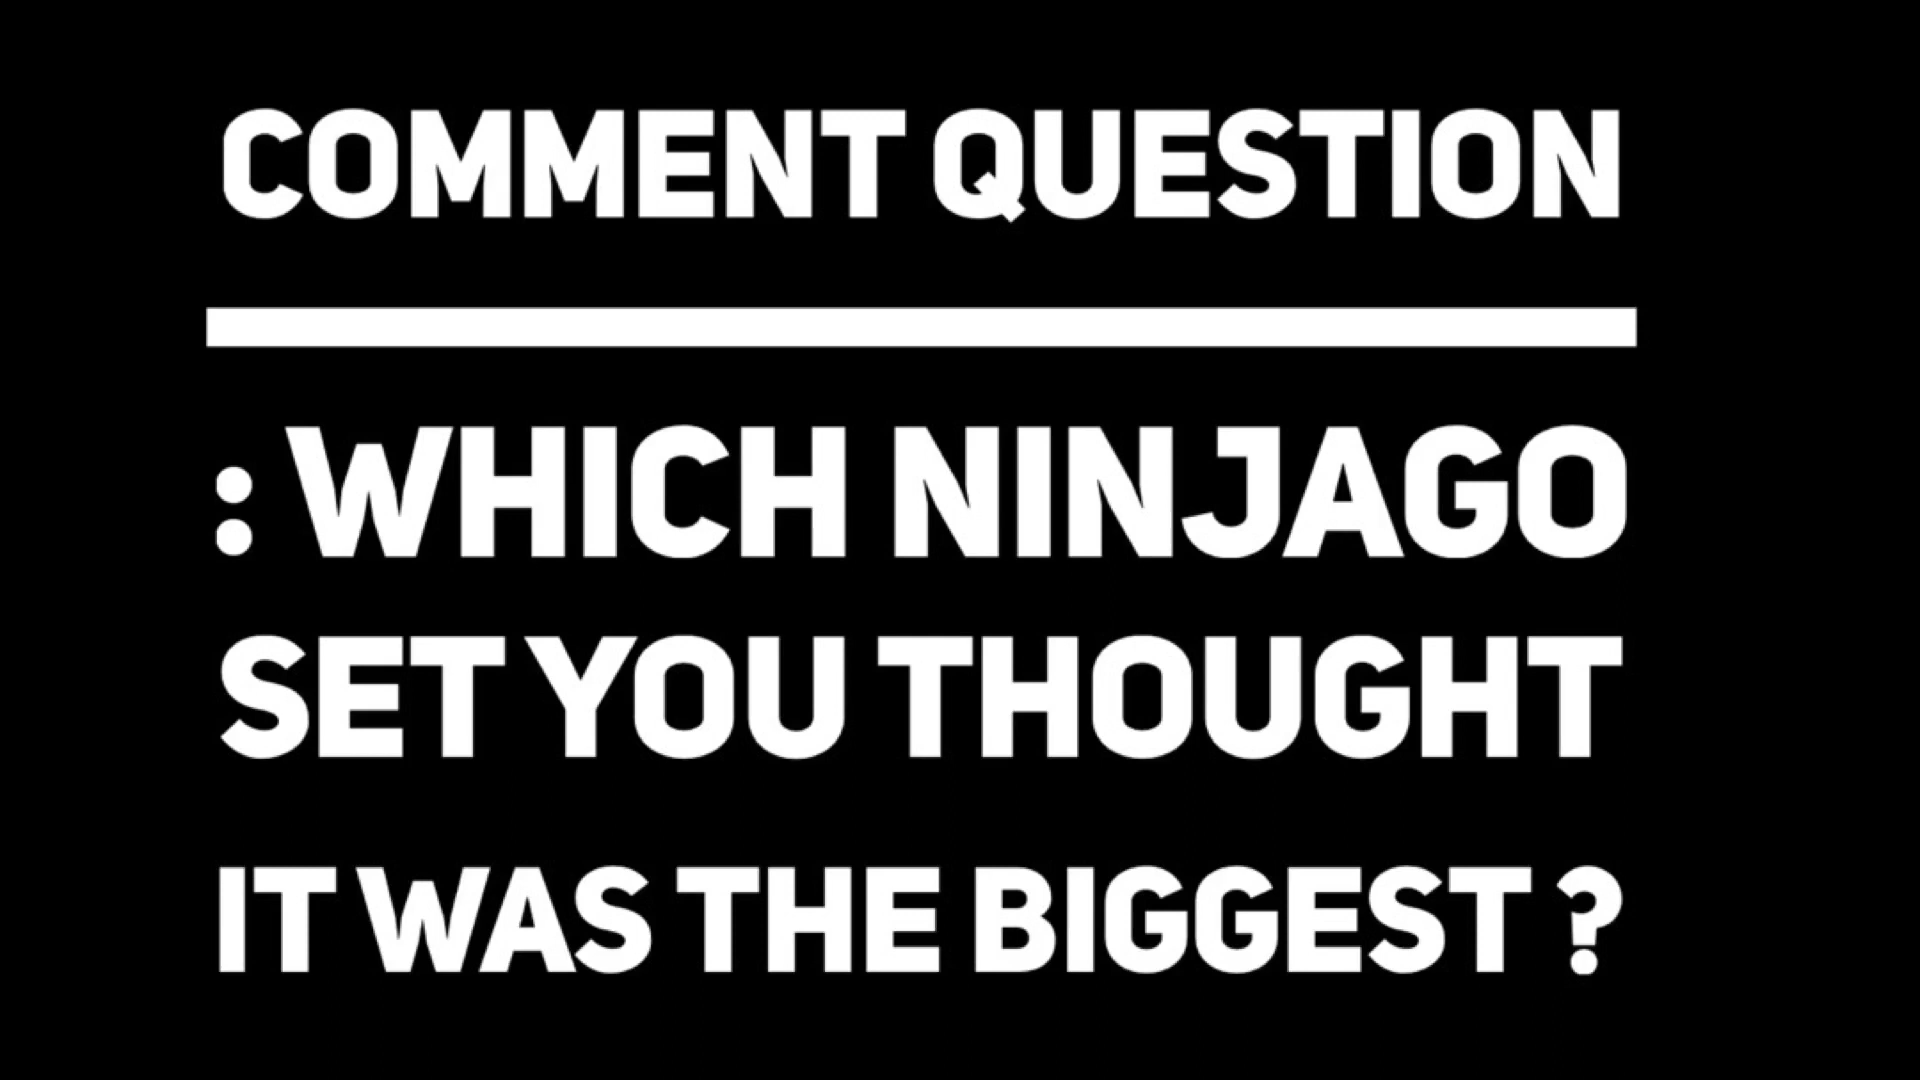 COMMENT QUESTION
: WHICH NINJAGO
SET YOU THOUGHT
IT WAS THE BIGGEST ?